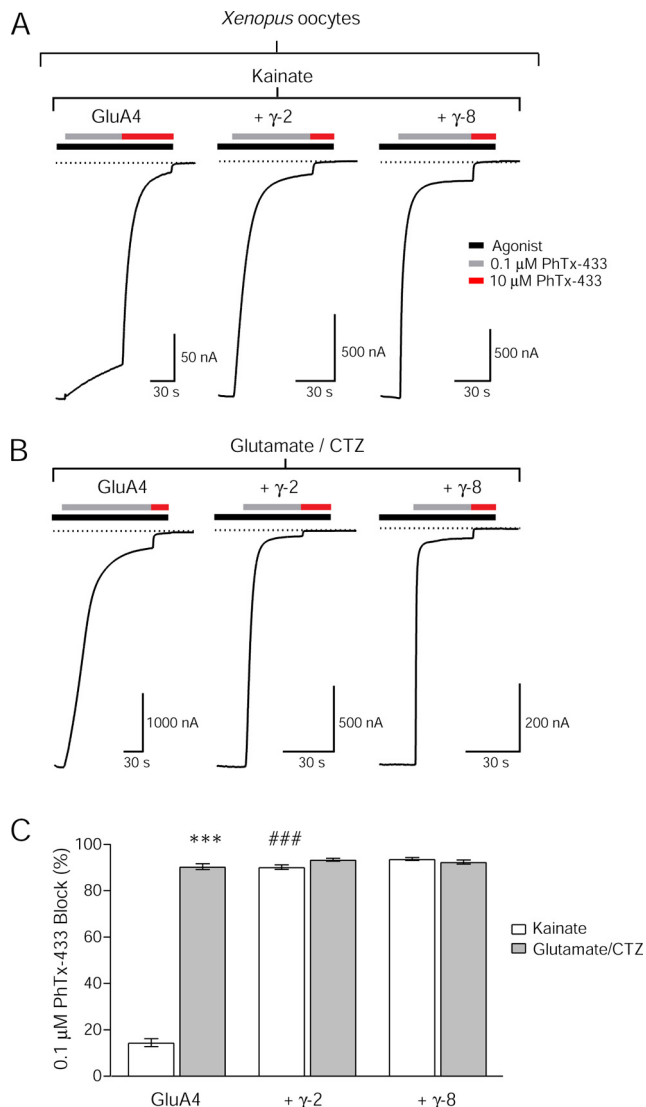 A
Xenopus oocytes
Kainate
GluA4 + γ-2 + γ-8
Agonist
0.1 µM PhTx-433
10 µM PhTx-433
50 nA 500 nA 500 nA
30 s 30 s 30 s
B
Glutamate / CTZ
GluA4 + γ-2 + γ-8
1000 nA 500 nA 200 nA
30 s 30 s 30 s
C
0.1 µM PhTx-433 Block (%)
100
80
60
40
20
0
*** ###
Kainate
Glutamate/CTZ
GluA4 + γ-2 + γ-8